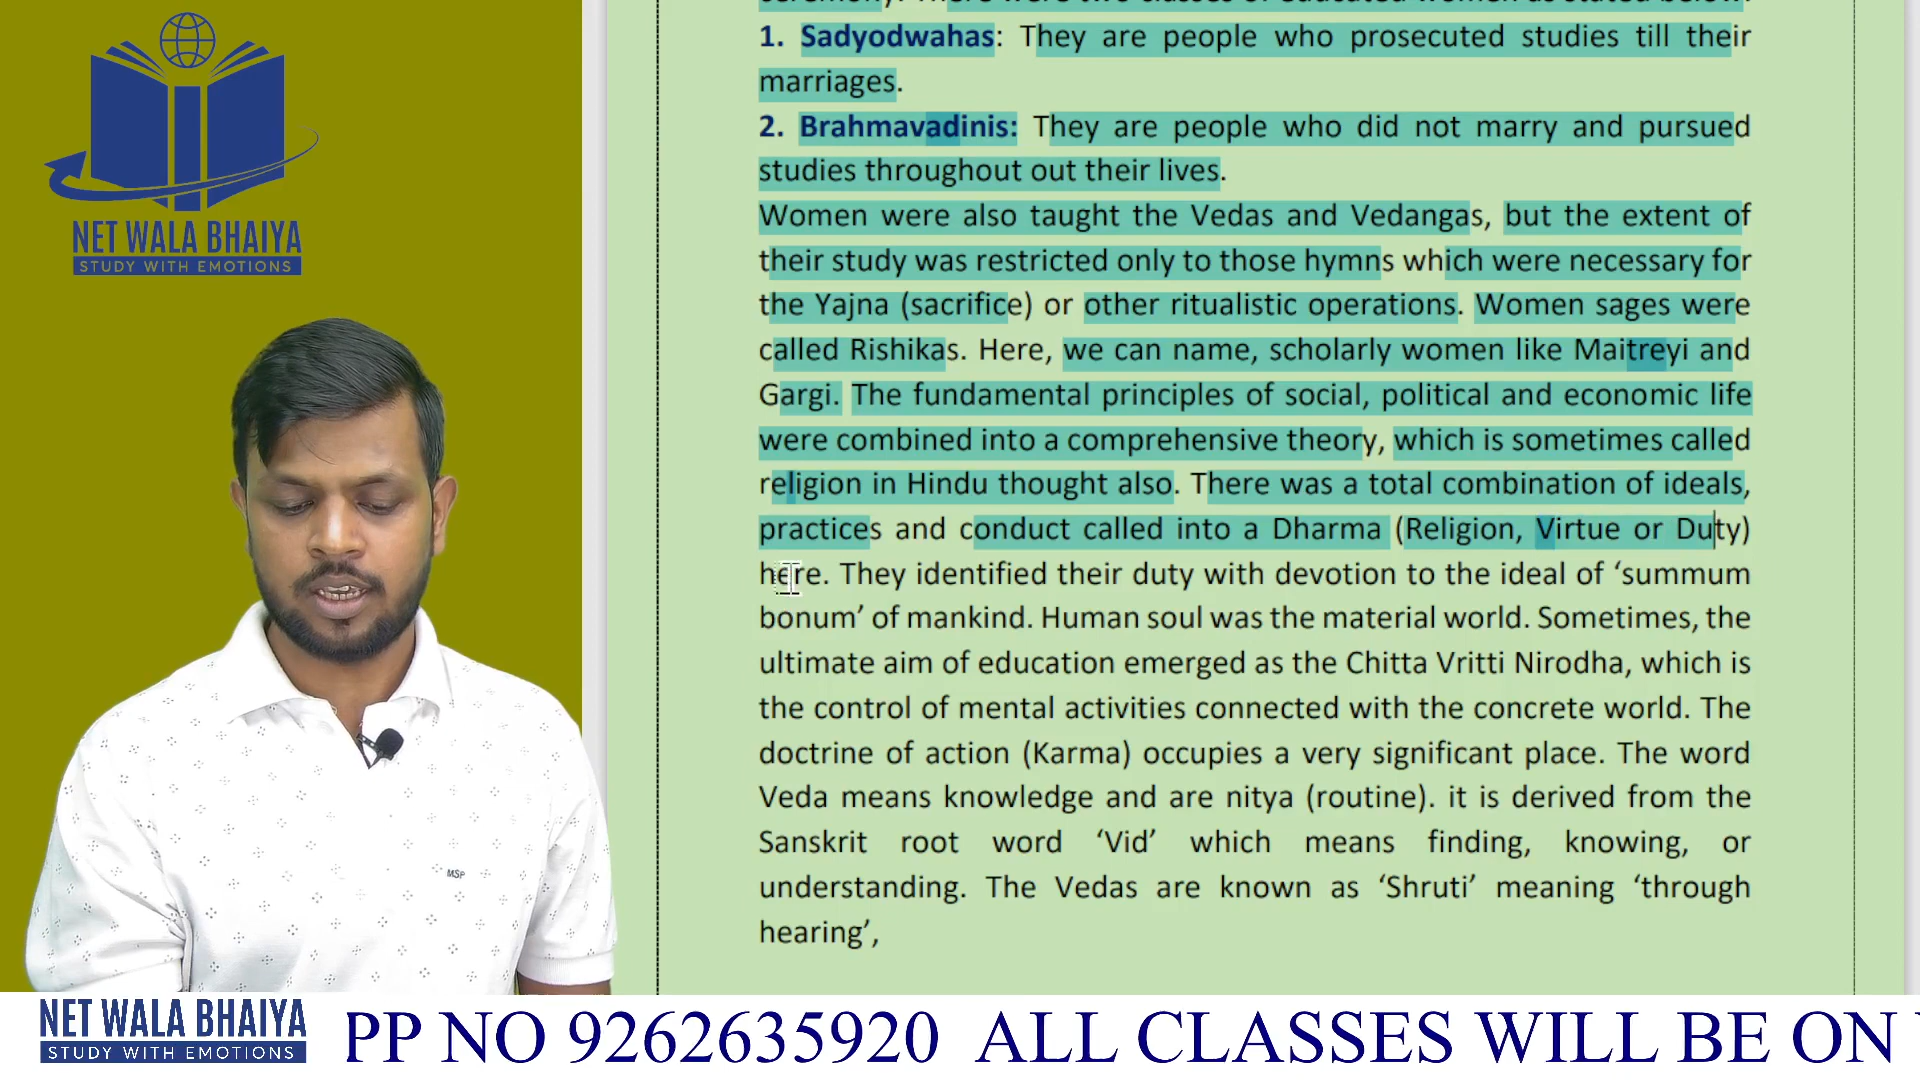 NET WALA BHAIYA
STUDY WITH EMOTIONS
1. Sadyodwahas: They are people who prosecuted studies till their
marriages.
2. Brahmavadinis: They are people who did not marry and pursued
studies throughout out their lives.
Women were also taught the Vedas and Vedangas, but the extent of
their study was restricted only to those hymns which were necessary for
the Yajna (sacrifice) or other ritualistic operations. Women sages were
called Rishikas. Here, we can name, scholarly women like Maitreyi and
Gargi. The fundamental principles of social, political and economic life
were combined into a comprehensive theory, which is sometimes called
religion in Hindu thought also. There was a total combination of ideals,
practices and conduct called into a Dharma (Religion, Virtue or Duty)
here. They identified their duty with devotion to the ideal of ‘summum
bonum’ of mankind. Human soul was the material world. Sometimes, the
ultimate aim of education emerged as the Chitta Vritti Nirodha, which is
the control of mental activities connected with the concrete world. The
doctrine of action (Karma) occupies a very significant place. The word
Veda means knowledge and are nitya (routine). it is derived from the
Sanskrit root word ‘Vid’ which means finding, knowing, or
understanding. The Vedas are known as ‘Shruti’ meaning ‘through
hearing’,
MSP
NET WALA BHAIYA
STUDY WITH EMOTIONS
PP NO 9262635920 ALL CLASSES WILL BE ON